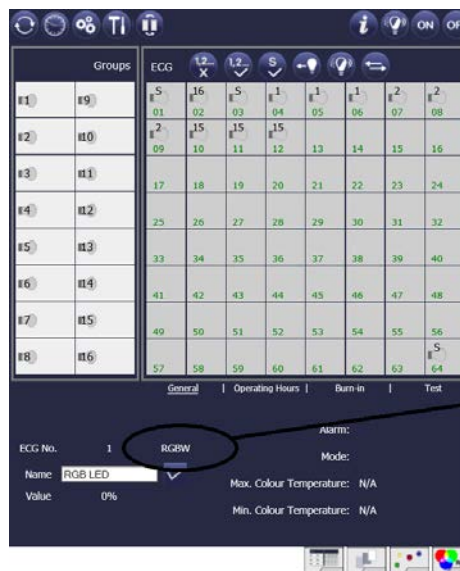 TI i ON OF
Groups ECG 1,2... X 1,2... S
1 9 S 16 S 1 1 1 2 2
01 02 03 04 05 06 07 08
2 10 2 15 15 15
09 10 11 12 13 14 15 16
3 11
17 18 19 20 21 22 23 24
4 12
25 26 27 28 29 30 31 32
5 13
33 34 35 36 37 38 39 40
6 14
41 42 43 44 45 46 47 48
7 15
49 50 51 52 53 54 55 56
8 16 S
57 58 59 60 61 62 63 64
General | Operating Hours | Burn-in | Test
Alarm:
ECG No. 1 RGBW
Mode:
Name RGB LED
Max. Colour Temperature: N/A
Value 0%
Min. Colour Temperature: N/A